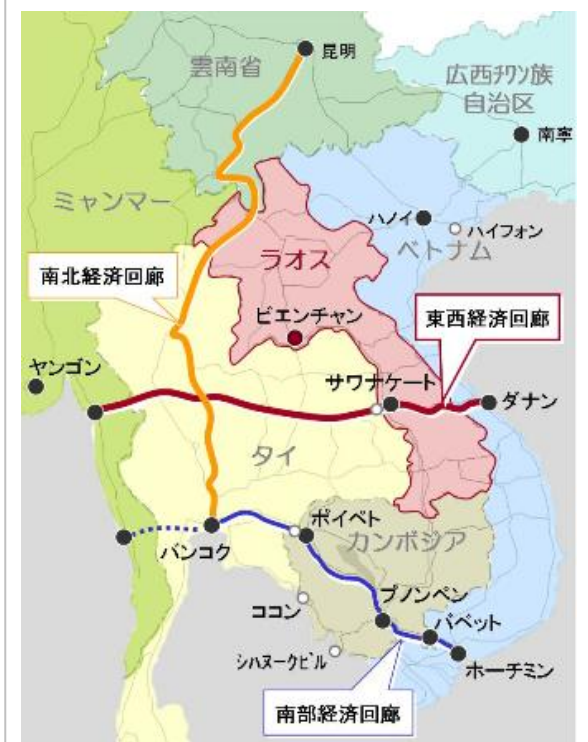 昆明
雲南省
広西ﾁﾜﾝ族
自治区
南寧
ミャンマー
ハノイ
ハイフォン
ベトナム
ラオス
南北経済回廊
ビエンチャン
東西経済回廊
ヤンゴン
サワナケート
ダナン
タイ
ポイペト
カンボジア
バンコク
プノンペン
ココン
バベット
シハヌークビル
ホーチミン
南部経済回廊